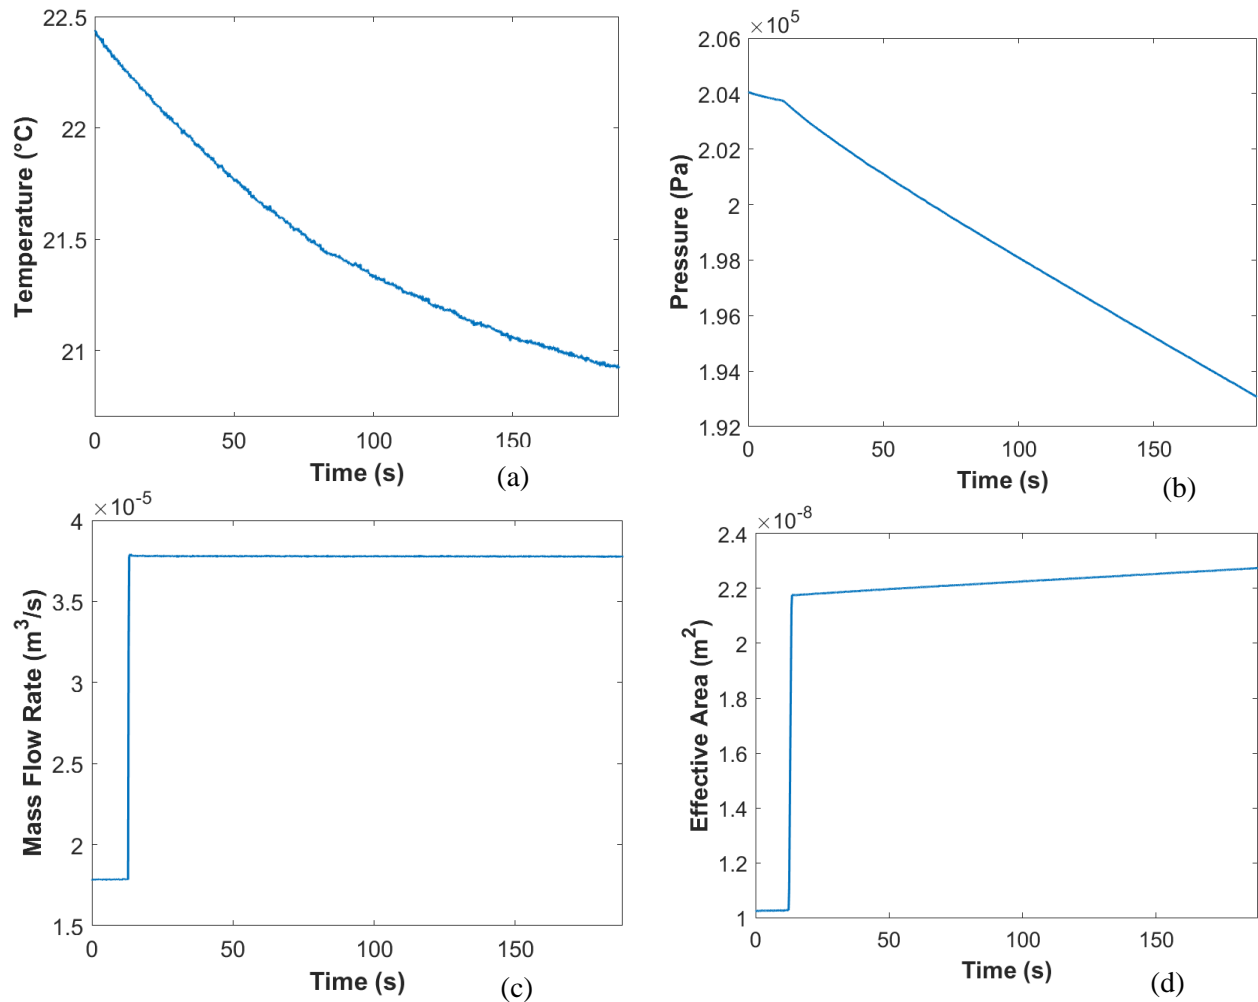 22.5
22
21.5
21
0 50 100 150
Temperature (°C)
Time (s)
(a)
×10⁵
2.06
2.04
2.02
2
1.98
1.96
1.94
1.92
0 50 100 150
Pressure (Pa)
Time (s)
(b)
×10⁻⁵
4
3.5
3
2.5
2
1.5
0 50 100 150
Mass Flow Rate (m³/s)
Time (s)
(c)
×10⁻⁸
2.4
2.2
2
1.8
1.6
1.4
1.2
1
0 50 100 150
Effective Area (m²)
Time (s)
(d)